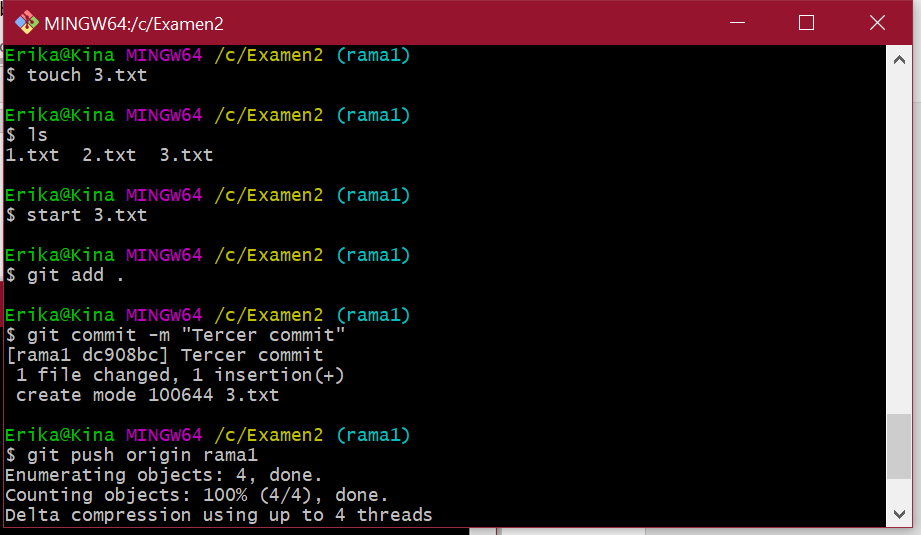 MINGW64:/c/Examen2
Erika@Kina MINGW64 /c/Examen2 (rama1)
$ touch 3.txt
Erika@Kina MINGW64 /c/Examen2 (rama1)
$ ls
1.txt  2.txt  3.txt
Erika@Kina MINGW64 /c/Examen2 (rama1)
$ start 3.txt
Erika@Kina MINGW64 /c/Examen2 (rama1)
$ git add .
Erika@Kina MINGW64 /c/Examen2 (rama1)
$ git commit -m "Tercer commit"
[rama1 dc908bc] Tercer commit
 1 file changed, 1 insertion(+)
 create mode 100644 3.txt
Erika@Kina MINGW64 /c/Examen2 (rama1)
$ git push origin rama1
Enumerating objects: 4, done.
Counting objects: 100% (4/4), done.
Delta compression using up to 4 threads